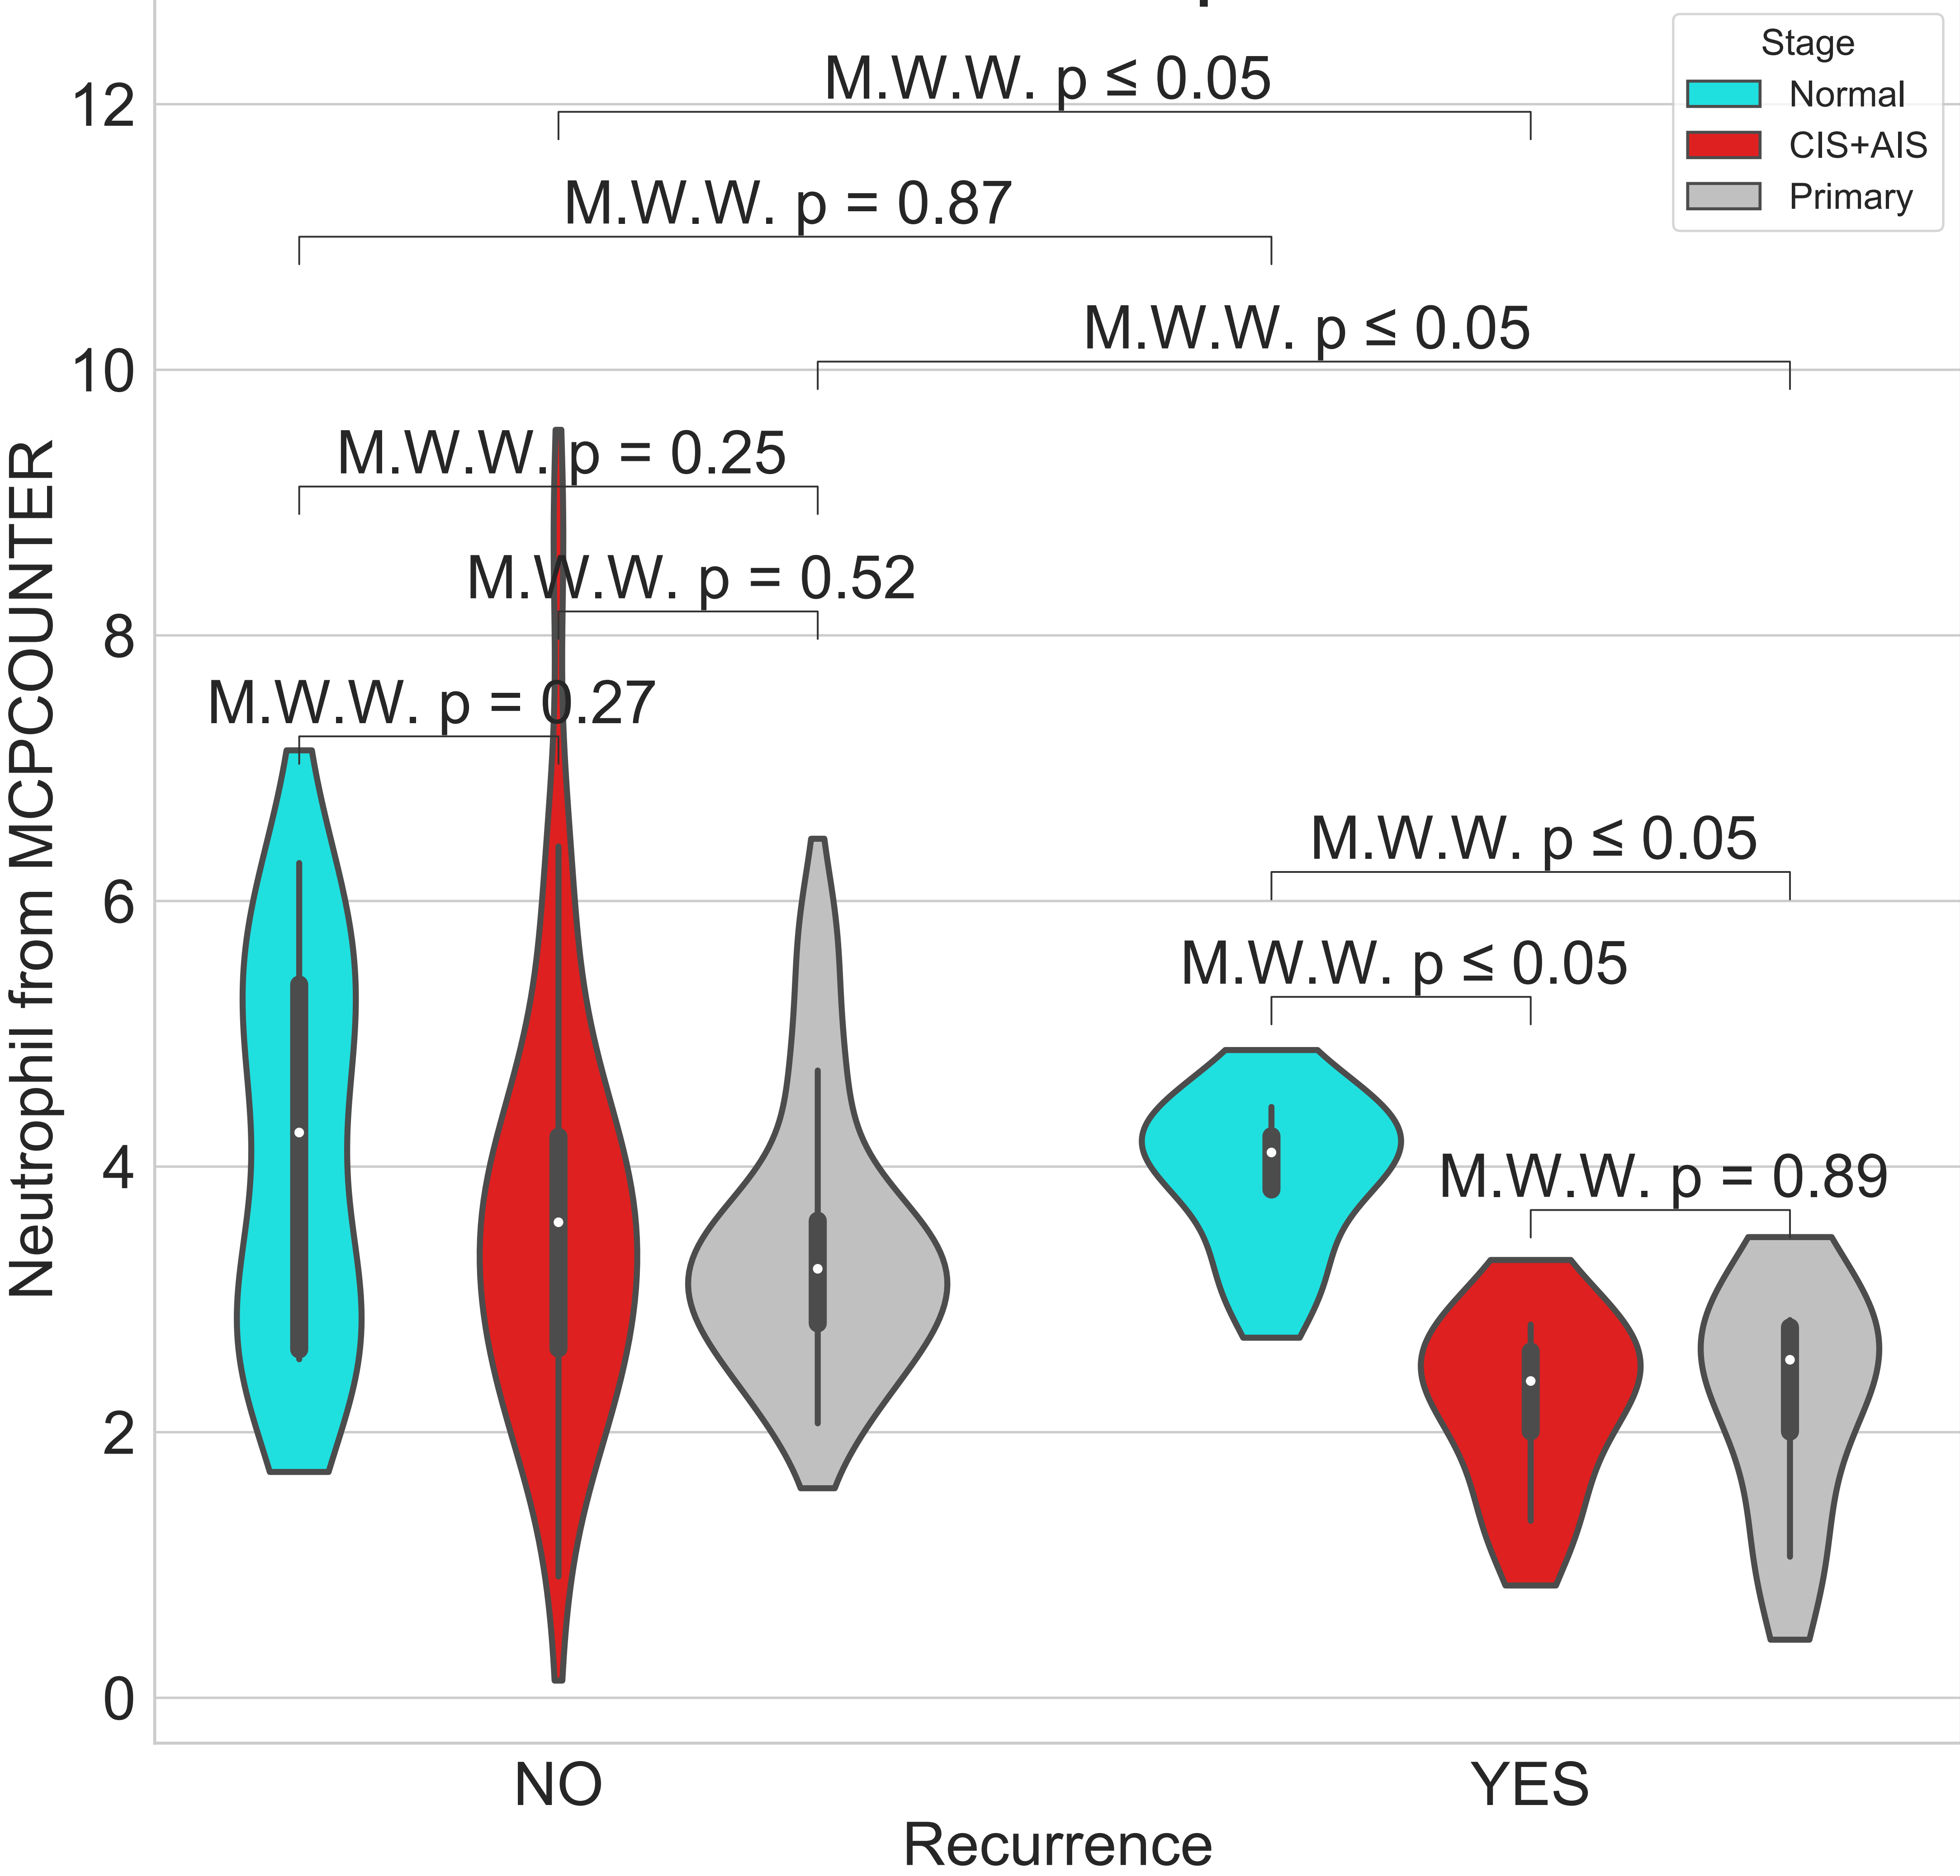 Stage
Normal
CIS+AIS
Primary
M.W.W. p ≤ 0.05
M.W.W. p = 0.87
M.W.W. p ≤ 0.05
M.W.W. p = 0.25
M.W.W. p = 0.52
M.W.W. p = 0.27
M.W.W. p ≤ 0.05
M.W.W. p ≤ 0.05
M.W.W. p = 0.89
12
10
8
6
4
2
0
Neutrophil from MCPCOUNTER
NO
YES
Recurrence